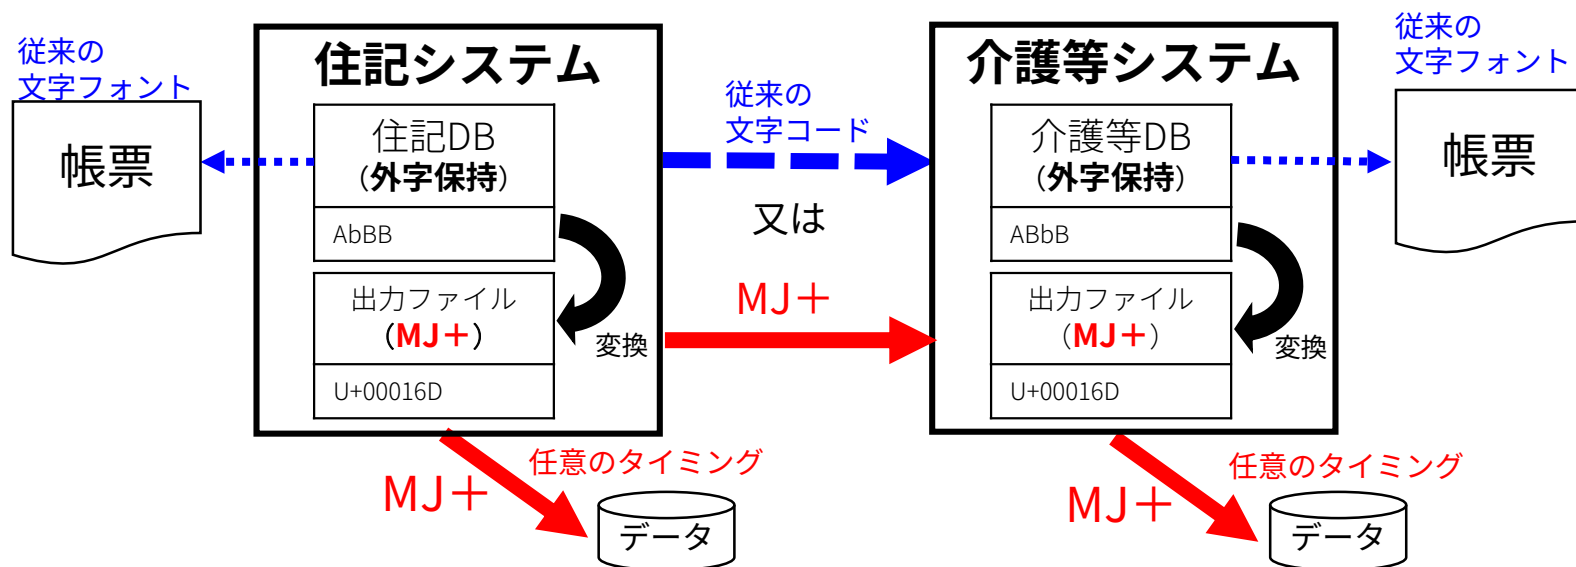 従来の
文字フォント
帳票
住記システム
住記DB
（外字保持）
AbBB
出力ファイル
（MJ＋）
変換
U+00016D
従来の
文字コード
又は
MJ＋
介護等システム
介護等DB
（外字保持）
ABbB
出力ファイル
（MJ＋）
変換
U+00016D
従来の
文字フォント
帳票
MJ＋
任意のタイミング
データ
MJ＋
任意のタイミング
データ